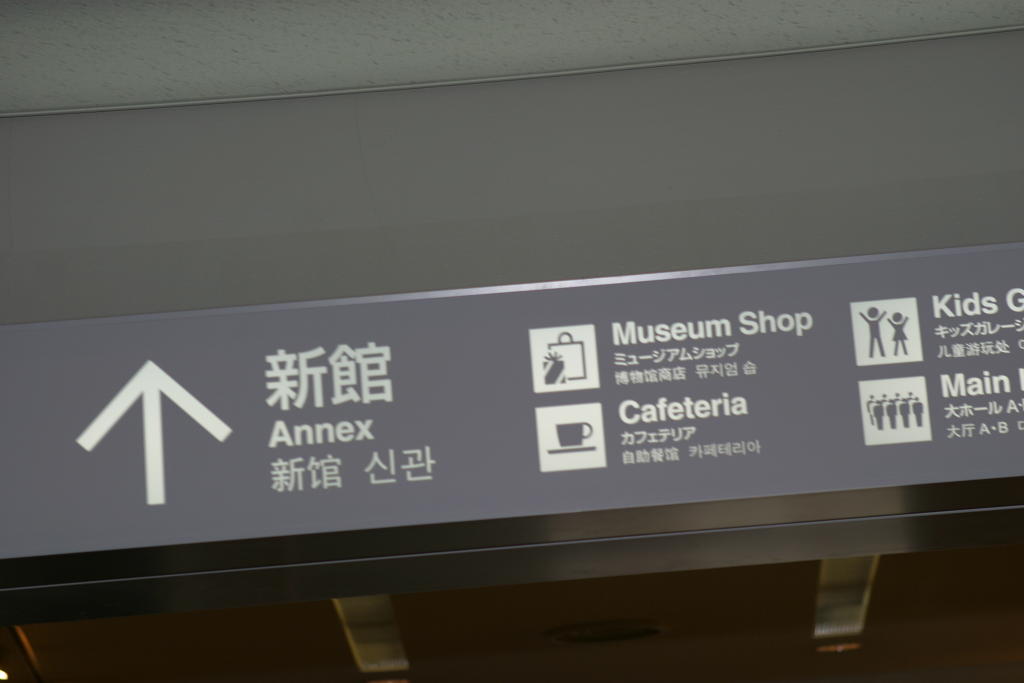 新館
Annex
新馆 신관
Museum Shop
ミュージアムショップ
博物馆商店 뮤지엄 숍
Cafeteria
カフェテリア
自助餐馆 카페테리아
Kids G
キッズガレー
儿童游玩处
Main
大ホール A・
大厅 A・B